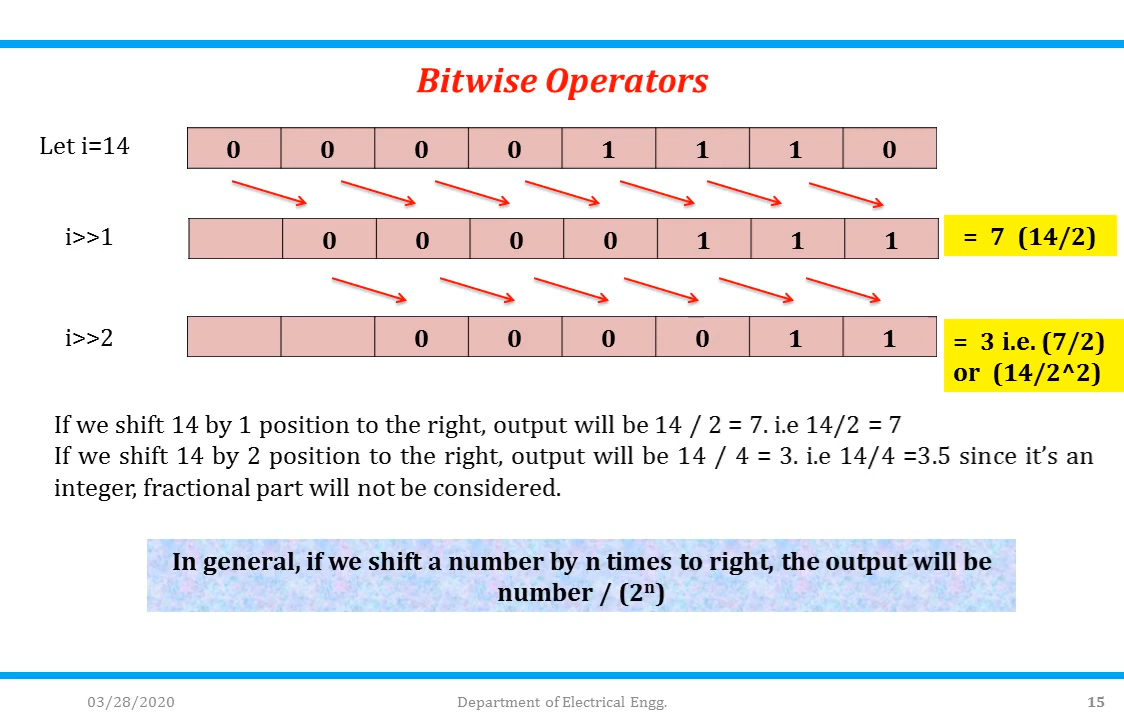 Bitwise Operators
Let i=14
0 0 0 0 1 1 1 0
i>>1
0 0 0 0 1 1 1
= 7 (14/2)
i>>2
0 0 0 0 1 1
= 3 i.e. (7/2)
or (14/2^2)
If we shift 14 by 1 position to the right, output will be 14 / 2 = 7. i.e 14/2 = 7
If we shift 14 by 2 position to the right, output will be 14 / 4 = 3. i.e 14/4 =3.5 since it’s an
integer, fractional part will not be considered.
In general, if we shift a number by n times to right, the output will be
number / (2ⁿ)
03/28/2020
Department of Electrical Engg.
15